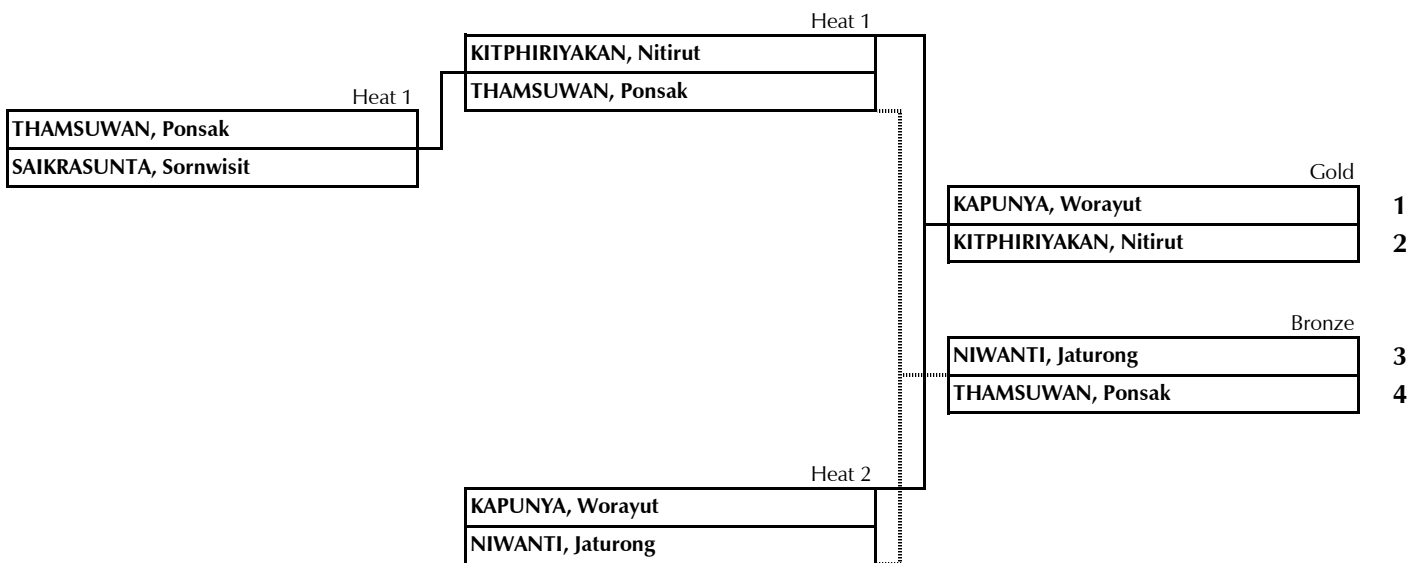 Heat 1
KITPHIRIYAKAN, Nitirut
THAMSUWAN, Ponsak
Heat 1
THAMSUWAN, Ponsak
SAIKRASUNTA, Sornwisit
Gold
KAPUNYA, Worayut 1
KITPHIRIYAKAN, Nitirut 2
Bronze
NIWANTI, Jaturong 3
THAMSUWAN, Ponsak 4
Heat 2
KAPUNYA, Worayut
NIWANTI, Jaturong